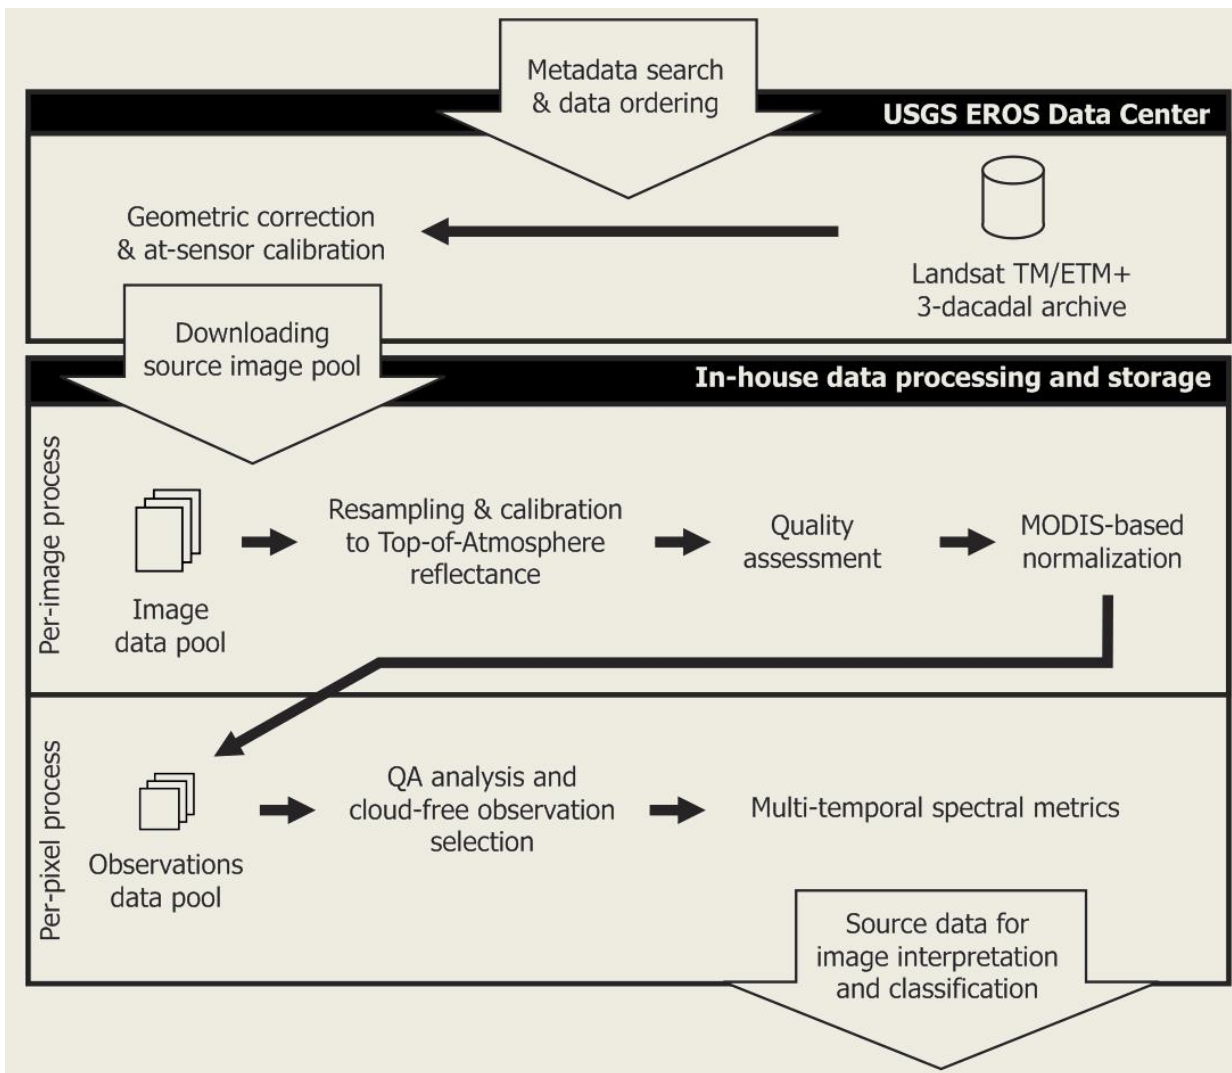 Metadata search
& data ordering
USGS EROS Data Center
Geometric correction
& at-sensor calibration
Landsat TM/ETM+
3-dacadal archive
Downloading
source image pool
In-house data processing and storage
Per-image process
Image
data pool
Resampling & calibration
to Top-of-Atmosphere
reflectance
Quality
assessment
MODIS-based
normalization
Per-pixel process
Observations
data pool
QA analysis and
cloud-free observation
selection
Multi-temporal spectral metrics
Source data for
image interpretation
and classification